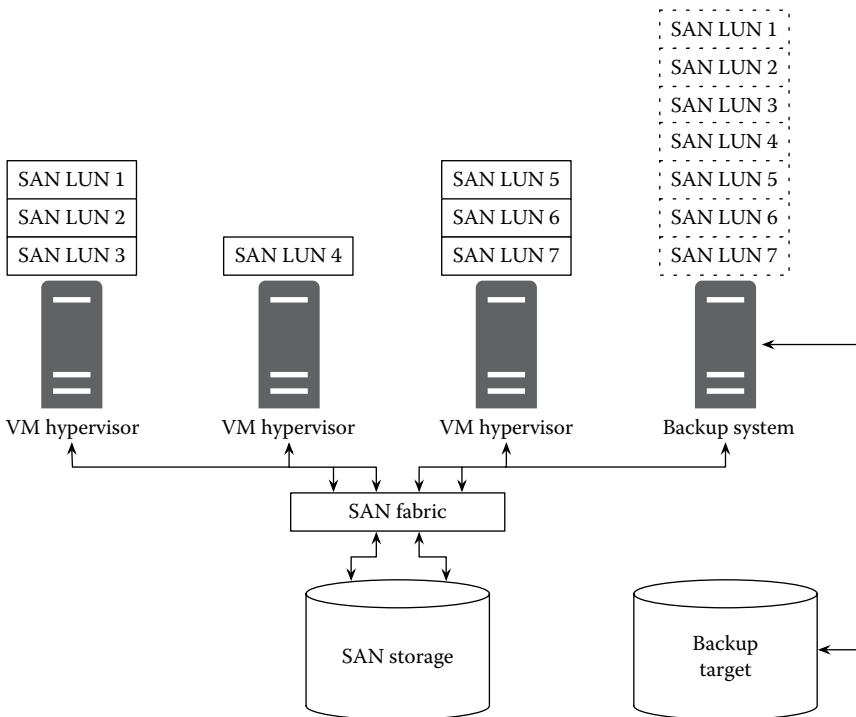 SAN LUN 1
SAN LUN 2
SAN LUN 3
SAN LUN 4
SAN LUN 1
SAN LUN 5
SAN LUN 5
SAN LUN 2
SAN LUN 6
SAN LUN 6
SAN LUN 3
SAN LUN 4
SAN LUN 7
SAN LUN 7
VM hypervisor
VM hypervisor
VM hypervisor
Backup system
SAN fabric
SAN storage
Backup
target